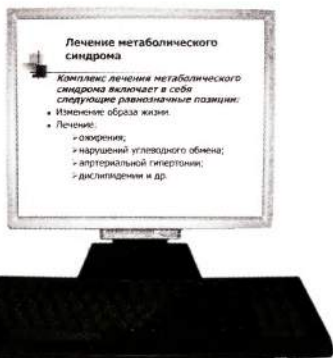 Лечение метаболического
синдрома
Комплекс лечения метаболического
синдрома включает в себя
следующие равнозначные позиции:
• Изменение образа жизни.
• Лечение:
➢ожирения;
➢нарушений углеводного обмена;
➢артериальной гипертонии;
➢дислипидемии и др.